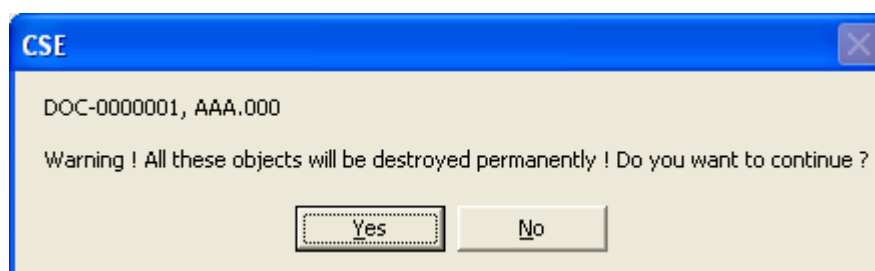 CSE
DOC-0000001, AAA.000
Warning ! All these objects will be destroyed permanently ! Do you want to continue ?
Yes No